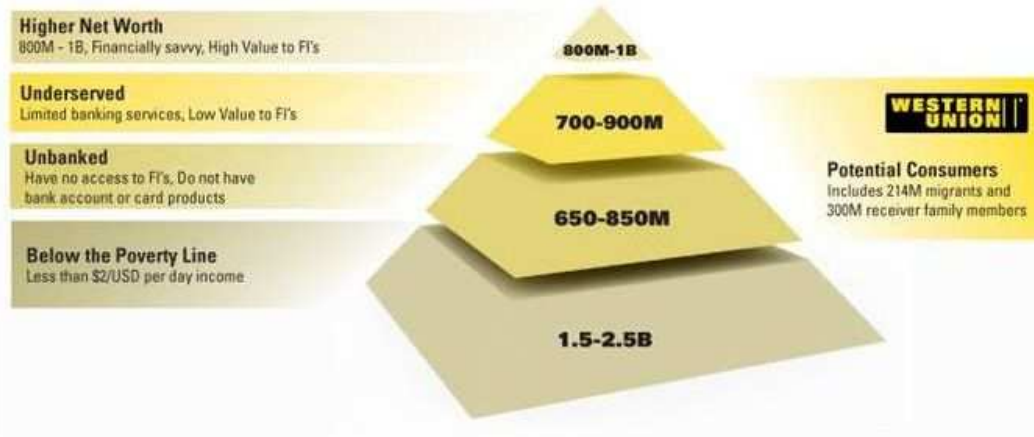 Higher Net Worth
800M - 1B, Financially savvy, High Value to FI's
Underserved
Limited banking services, Low Value to FI's
Unbanked
Have no access to FI's, Do not have
bank account or card products
Below the Poverty Line
Less than $2/USD per day income
800M-1B
700-900M
650-850M
1.5-2.5B
WESTERN
UNION
Potential Consumers
Includes 214M migrants and
300M receiver family members